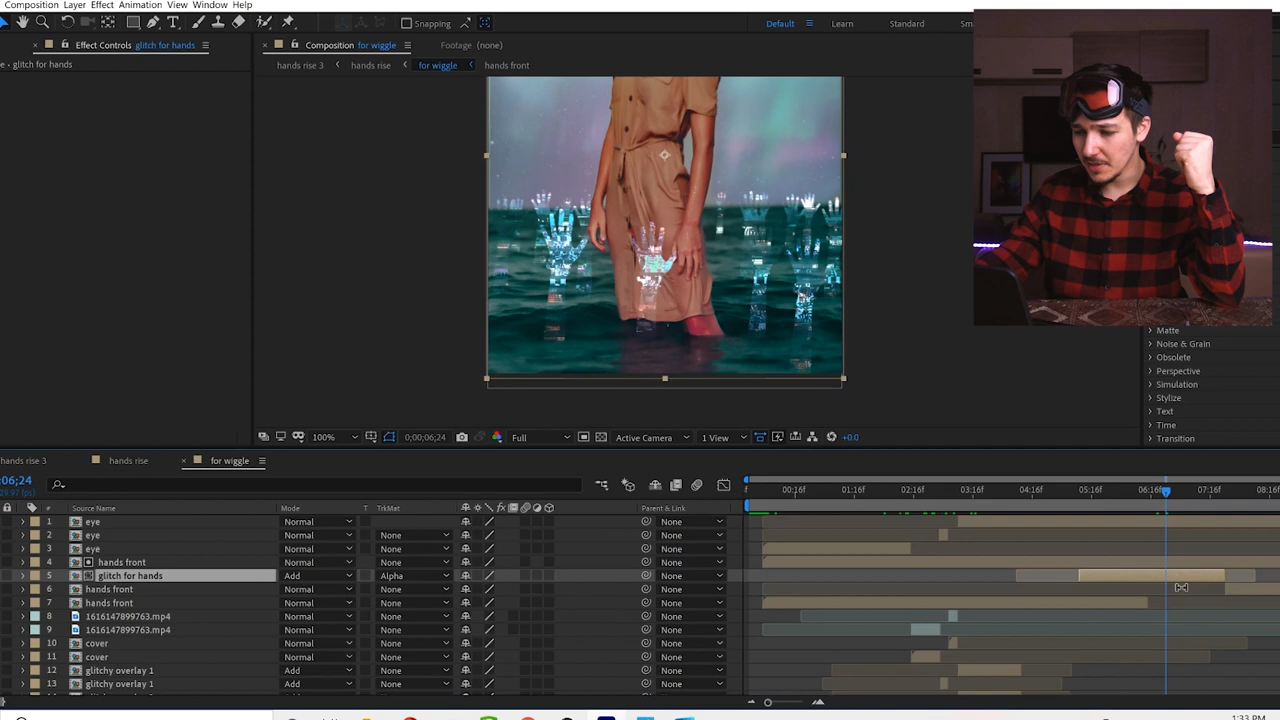 Composition Layer Effect Animation View Window Help
Snapping
Default Learn Standard
Effect Controls glitch for hands
Composition for wiggle Footage (none)
hands rise 3 hands rise for wiggle hands front
e • glitch for hands
Matte
Noise & Grain
Obsolete
Perspective
Simulation
Stylize
Text
Time
Transition
100% 0;00;06;24 Full Active Camera 1 View +0.0
hands rise 3 hands rise for wiggle
06;24
29.97 fps)
00:16f 01:16f 02:16f 03:16f 04:16f 05:16f 06:16f 07:16f 08:16f
# Source Name Mode T TrkMat fx Parent & Link
1 eye Normal None
2 eye Normal None None
3 eye Normal None None
4 hands front Normal None None
5 glitch for hands Add Alpha None
6 hands front Normal None None
7 hands front Normal None None
8 1616147899763.mp4 Normal None None
9 1616147899763.mp4 Normal None None
10 cover Normal None None
11 cover Normal None None
12 glitchy overlay 1 Add None None
13 glitchy overlay 1 Add None None
1:33 PM